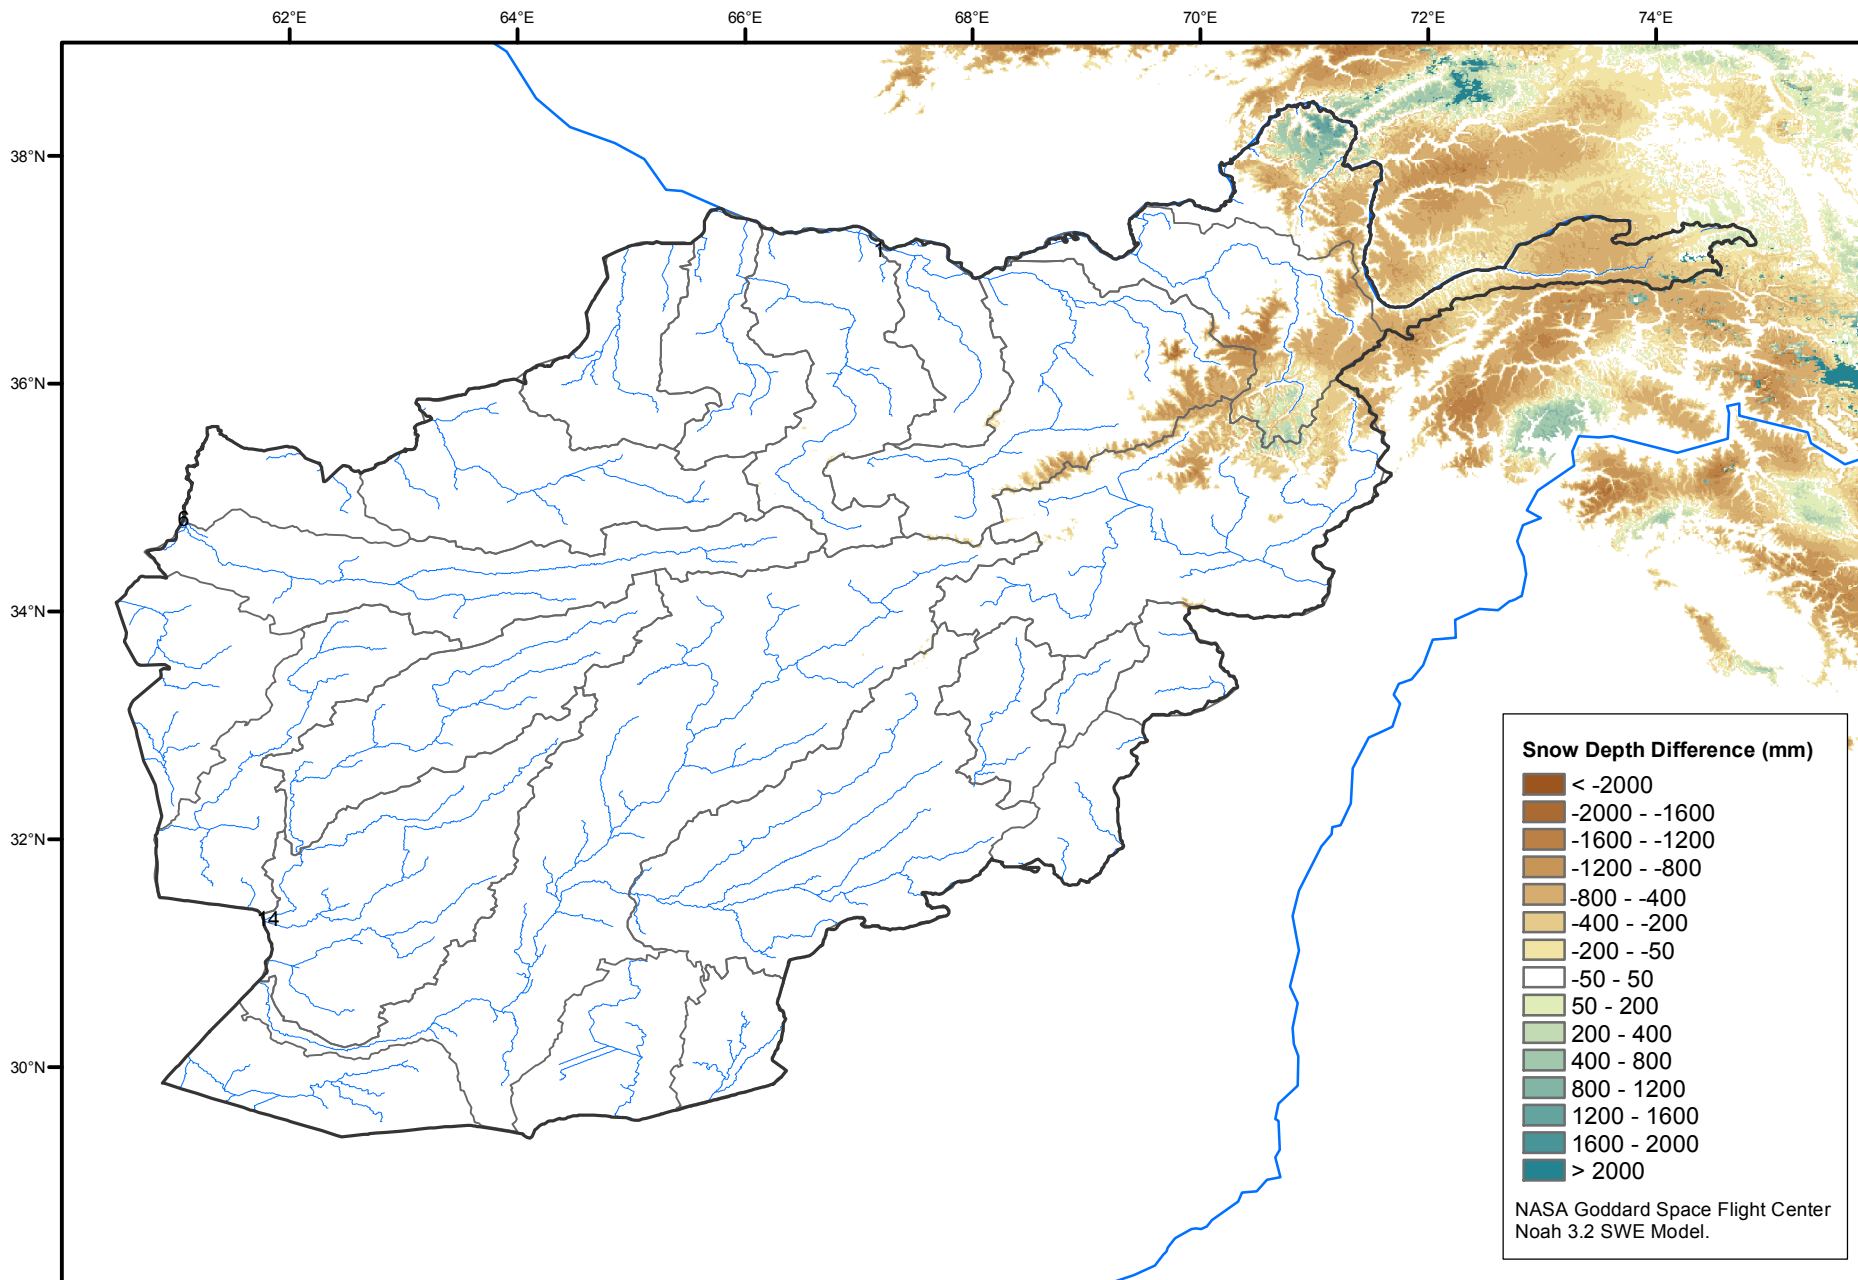 62°E 64°E 66°E 68°E 70°E 72°E 74°E
38°N
1
36°N
6
34°N
32°N
14
30°N
Snow Depth Difference (mm)
< -2000
-2000 - -1600
-1600 - -1200
-1200 - -800
-800 - -400
-400 - -200
-200 - -50
-50 - 50
50 - 200
200 - 400
400 - 800
800 - 1200
1200 - 1600
1600 - 2000
> 2000
NASA Goddard Space Flight Center
Noah 3.2 SWE Model.